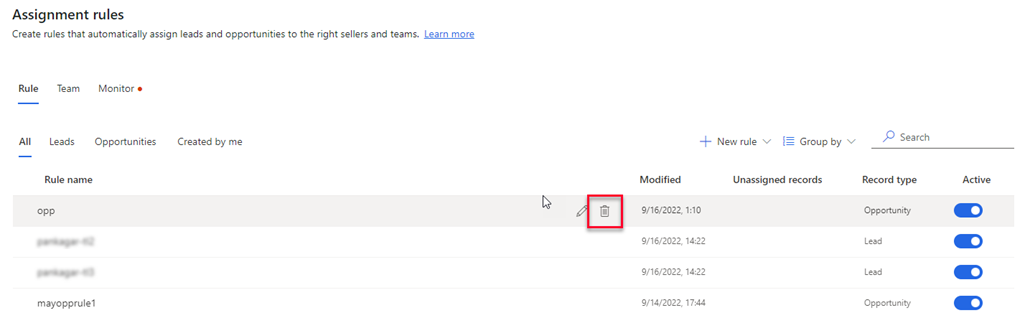 Assignment rules
Create rules that automatically assign leads and opportunities to the right sellers and teams. Learn more
Rule Team Monitor
All Leads Opportunities Created by me New rule Group by Search
Rule name Modified Unassigned records Record type Active
opp 9/16/2022, 1:10 Opportunity
9/16/2022, 14:22 Lead
9/16/2022, 14:22 Lead
mayopprule1 9/14/2022, 17:44 Opportunity